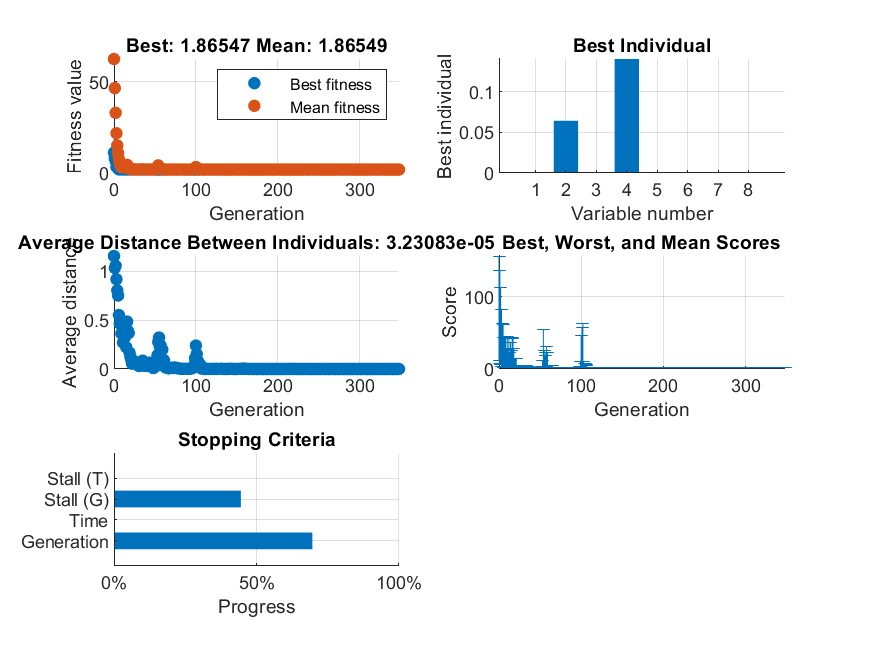 Best: 1.86547 Mean: 1.86549
Fitness value
50
0
Best fitness
Mean fitness
0 100 200 300
Generation
Best Individual
Best individual
0.1
0.05
0
1 2 3 4 5 6 7 8
Variable number
Average Distance Between Individuals: 3.23083e-05
Average distance
1
0.5
0
0 100 200 300
Generation
Best, Worst, and Mean Scores
Score
100
0
0 100 200 300
Generation
Stopping Criteria
Stall (T)
Stall (G)
Time
Generation
0% 50% 100%
Progress